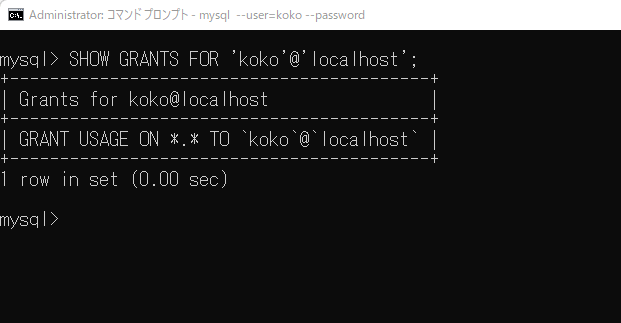 Administrator: コマンド プロンプト - mysql  --user=koko --password
mysql> SHOW GRANTS FOR 'koko'@'localhost';
+------------------------------------------+
| Grants for koko@localhost                |
+------------------------------------------+
| GRANT USAGE ON *.* TO `koko`@`localhost` |
+------------------------------------------+
1 row in set (0.00 sec)
mysql>